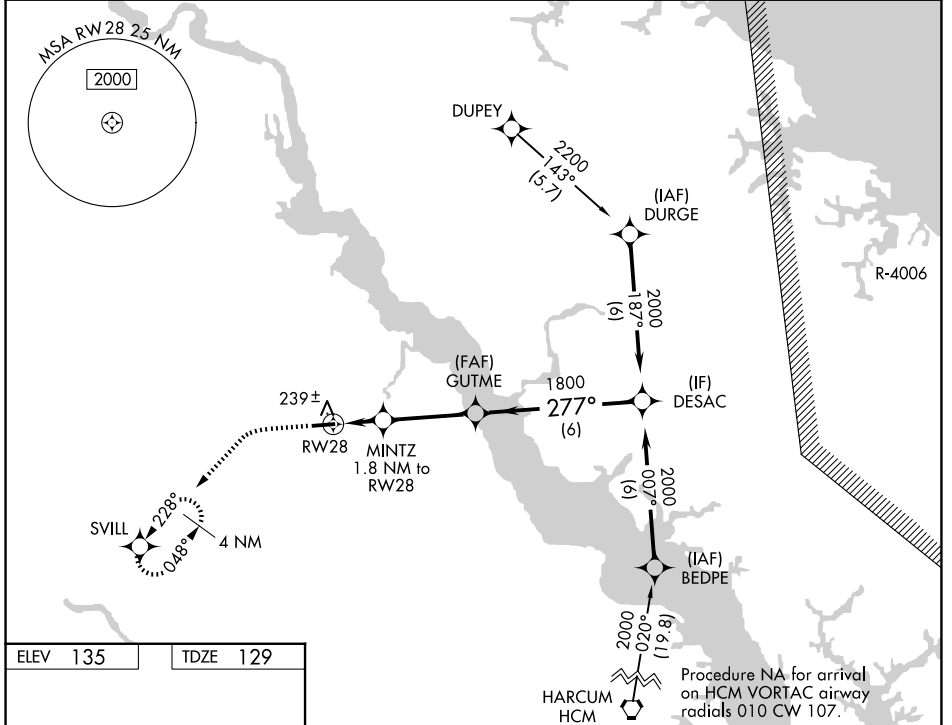 MSA RW 28 25 NM
2000
DUPEY
2200
143°
(5.7)
(IAF)
DURGE
R-4006
2000
187°
(6)
(FAF)
GUTME
1800
277°
(6)
(IF)
DESAC
239±
RW28
MINTZ
1.8 NM to
RW28
2000
007°
(6)
SVILL
228°
048°
4 NM
(IAF)
BEDPE
2000
020°
(19.8)
HARCUM
HCM
Procedure NA for arrival
on HCM VORTAC airway
radials 010 CW 107.
ELEV 135
TDZE 129